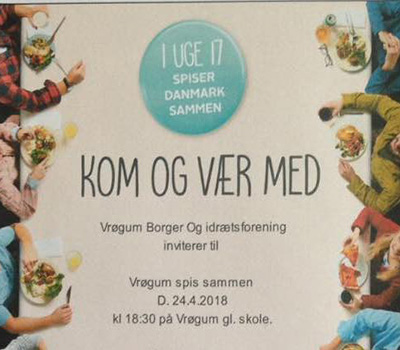 I UGE 17
SPISER
DANMARK
SAMMEN
KOM OG VÆR MED
Vrøgum Borger Og idrætsforening
inviterer til
Vrøgum spis sammen
D. 24.4.2018
kl 18:30 på Vrøgum gl. skole.